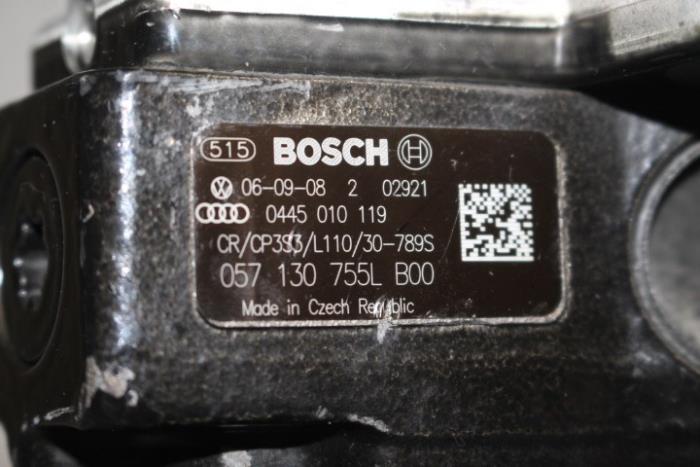 515 BOSCH
06-09-08 2 02921
0445 010 119
CR/CP3S3/L110/30-789S
057 130 755L B00
Made in Czech Republic